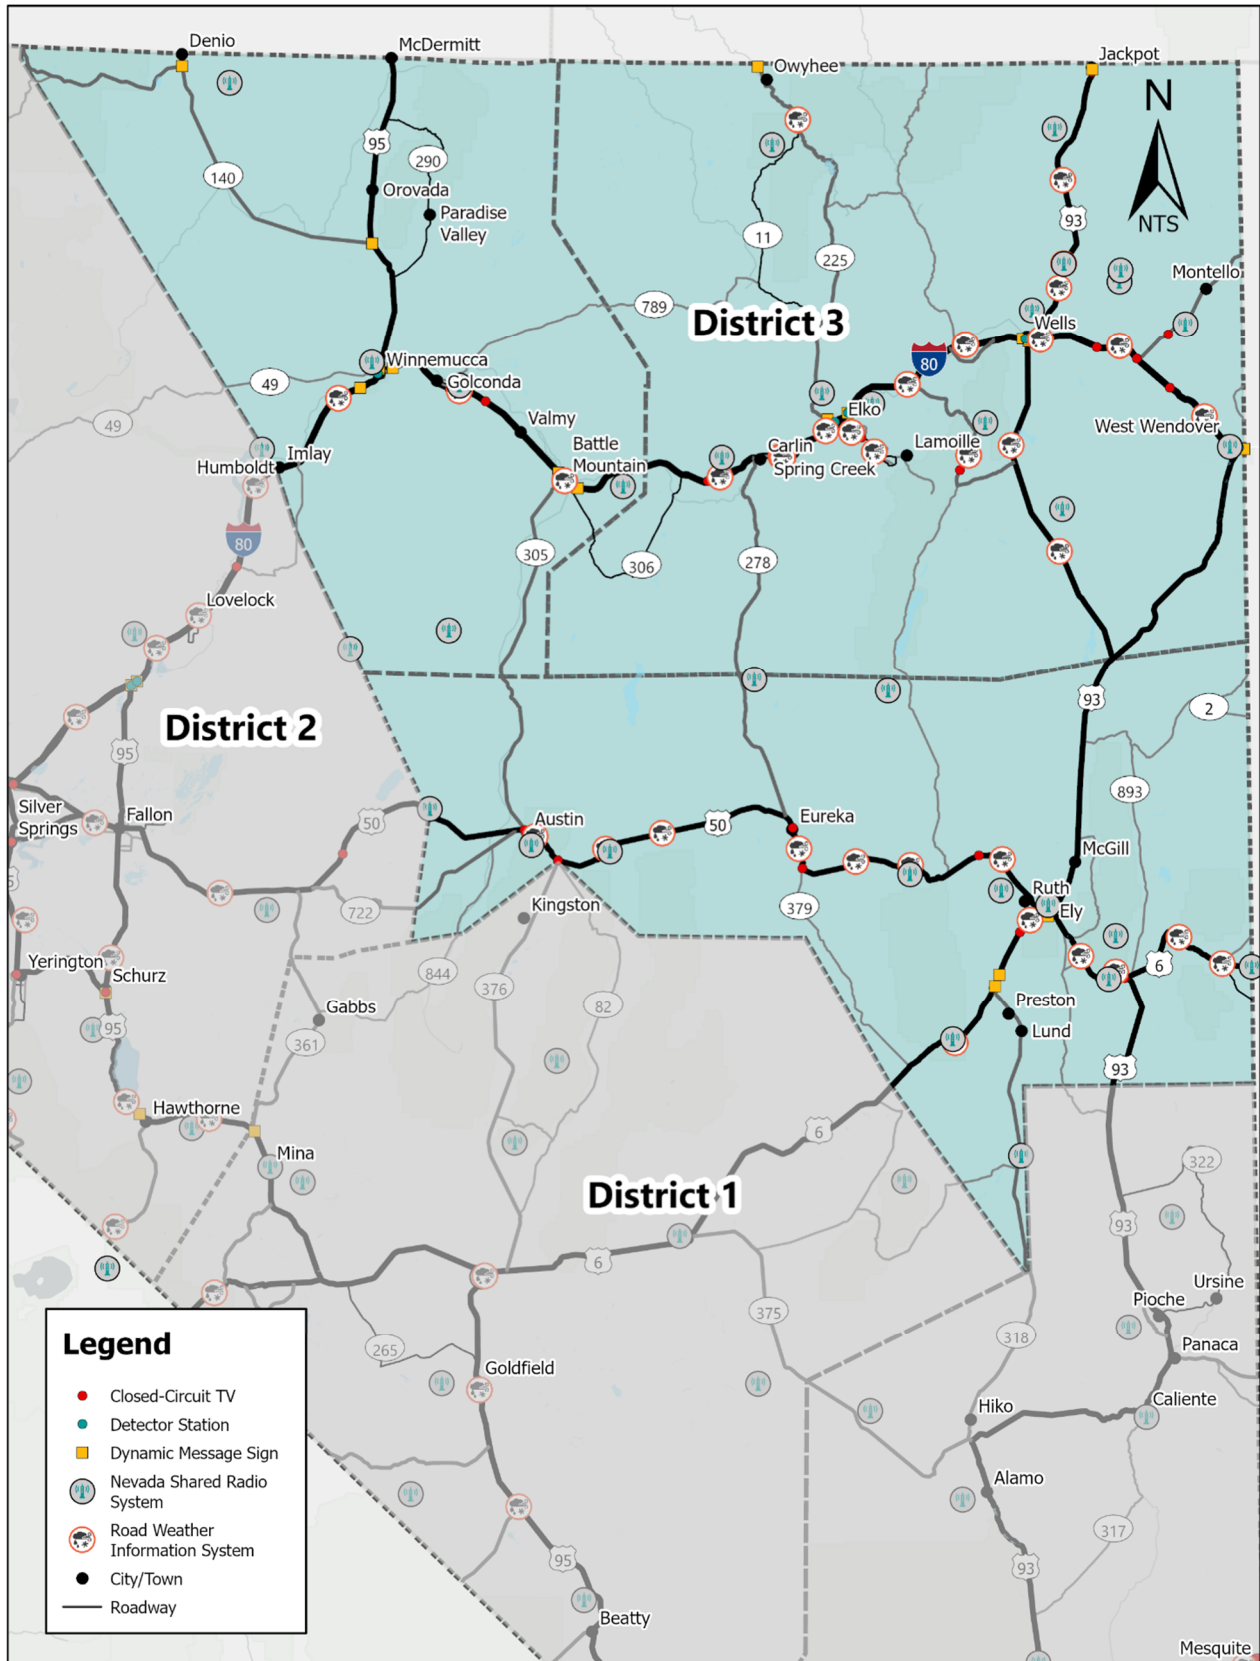 Denio
McDermitt
Owyhee
Jackpot
N
NTS
95
290
140
Orovada
Paradise
Valley
11
225
93
Montello
789
District 3
Wells
80
Winnemucca
49
Golconda
49
Valmy
Elko
Lamoille
West Wendover
Imlay
Humboldt
Battle
Mountain
Carlin
Spring Creek
80
305
306
278
Lovelock
District 2
95
93
2
893
Silver
Springs
Fallon
50
Austin
50
Eureka
McGill
Ruth
Ely
722
Kingston
379
6
Yerington
Schurz
844
376
82
95
Gabbs
361
Preston
Lund
93
Hawthorne
6
Mina
322
District 1
93
6
Ursine
Pioche
375
318
Panaca
265
Goldfield
Caliente
Hiko
Alamo
317
95
93
Beatty
Mesquite
Legend
Closed-Circuit TV
Detector Station
Dynamic Message Sign
Nevada Shared Radio
System
Road Weather
Information System
City/Town
Roadway